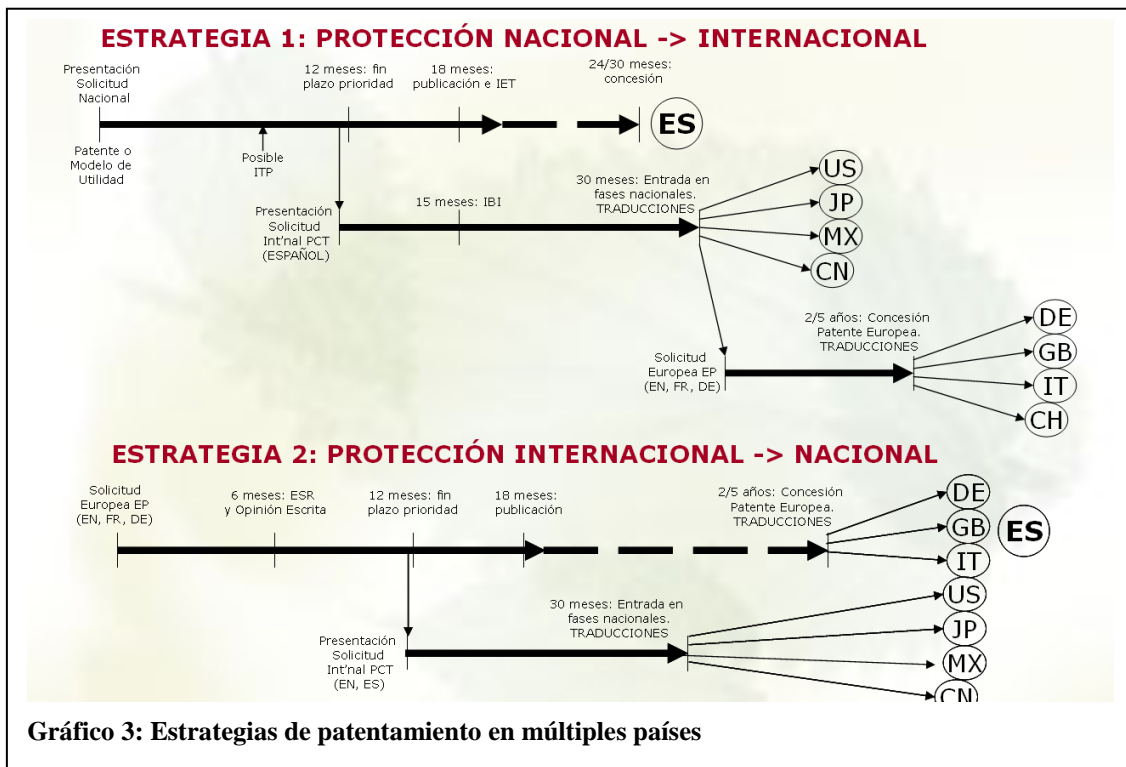 ESTRATEGIA 1: PROTECCIÓN NACIONAL -> INTERNACIONAL
Presentación
Solicitud
Nacional
12 meses: fin
plazo prioridad
18 meses:
publicación e IET
24/30 meses:
concesión
ES
Patente o
Modelo de
Utilidad
Posible
ITP
Presentación
Solicitud
Int'nal PCT
(ESPAÑOL)
15 meses: IBI
30 meses: Entrada en
fases nacionales.
TRADUCCIONES
US
JP
MX
CN
Solicitud
Europea EP
(EN, FR, DE)
2/5 años: Concesión
Patente Europea.
TRADUCCIONES
DE
GB
IT
CH
ESTRATEGIA 2: PROTECCIÓN INTERNACIONAL -> NACIONAL
Solicitud
Europea EP
(EN, FR, DE)
6 meses: ESR
y Opinión Escrita
12 meses: fin
plazo prioridad
18 meses:
publicación
2/5 años: Concesión
Patente Europea.
TRADUCCIONES
DE
GB
IT
ES
Presentación
Solicitud
Int'nal PCT
(EN, ES)
30 meses: Entrada en
fases nacionales.
TRADUCCIONES
US
JP
MX
CN
Gráfico 3: Estrategias de patentamiento en múltiples países